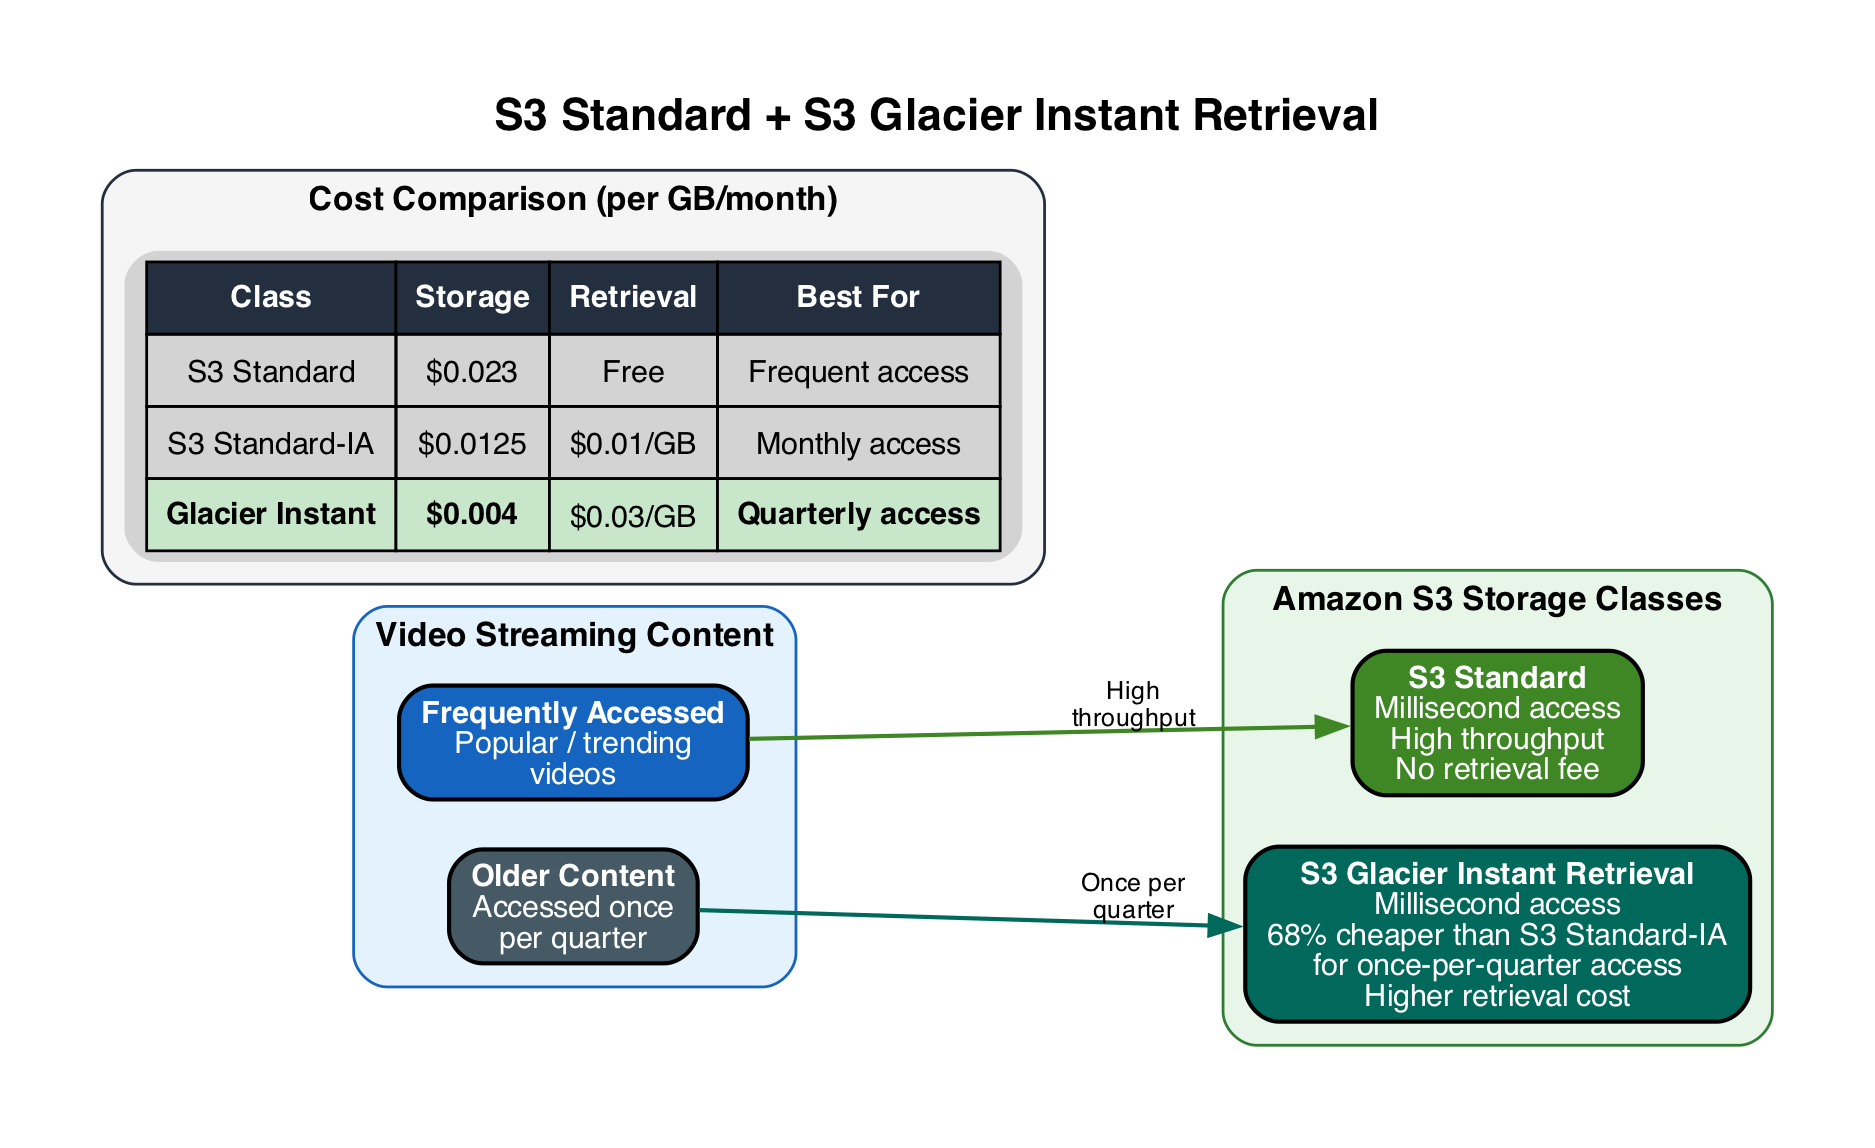 S3 Standard + S3 Glacier Instant Retrieval
Cost Comparison (per GB/month)
Class Storage Retrieval Best For
S3 Standard $0.023 Free Frequent access
S3 Standard-IA $0.0125 $0.01/GB Monthly access
Glacier Instant $0.004 $0.03/GB Quarterly access
Video Streaming Content
Frequently Accessed
Popular / trending
videos
Older Content
Accessed once
per quarter
High
throughput
Once per
quarter
Amazon S3 Storage Classes
S3 Standard
Millisecond access
High throughput
No retrieval fee
S3 Glacier Instant Retrieval
Millisecond access
68% cheaper than S3 Standard-IA
for once-per-quarter access
Higher retrieval cost